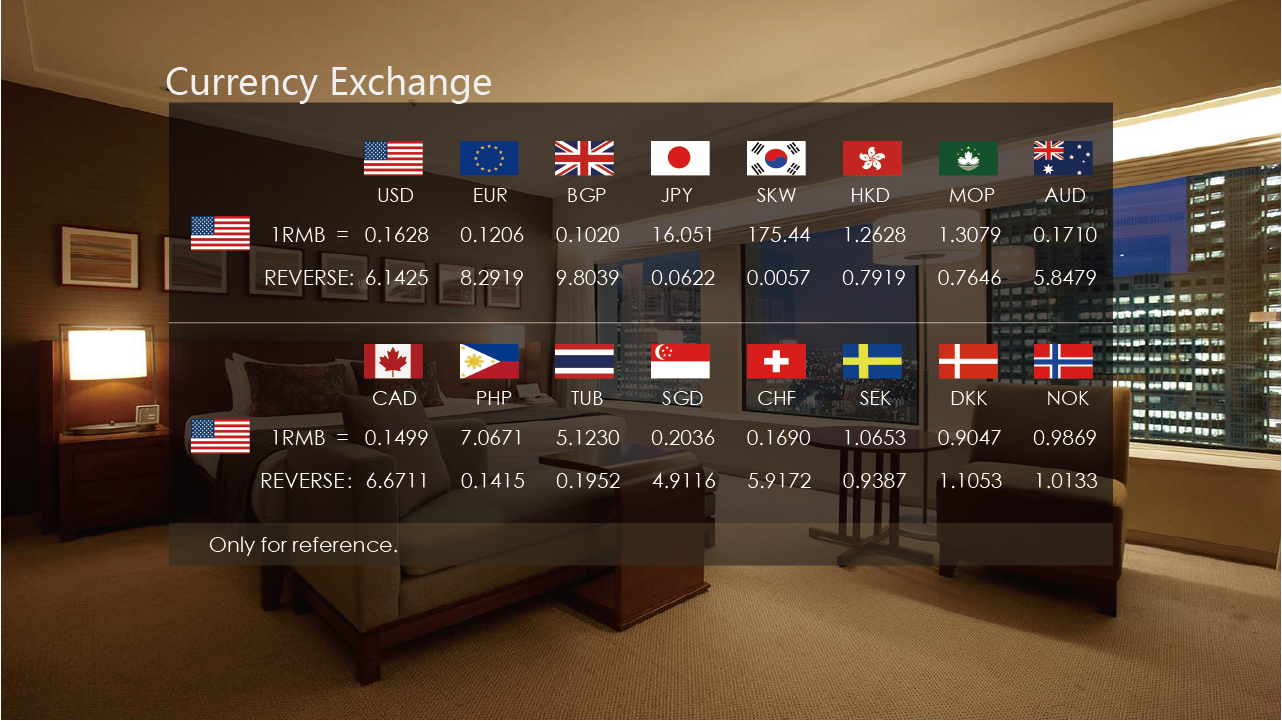 Currency Exchange
USD EUR BGP JPY SKW HKD MOP AUD
1RMB = 0.1628 0.1206 0.1020 16.051 175.44 1.2628 1.3079 0.1710
REVERSE: 6.1425 8.2919 9.8039 0.0622 0.0057 0.7919 0.7646 5.8479
CAD PHP TUB SGD CHF SEK DKK NOK
1RMB = 0.1499 7.0671 5.1230 0.2036 0.1690 1.0653 0.9047 0.9869
REVERSE: 6.6711 0.1415 0.1952 4.9116 5.9172 0.9387 1.1053 1.0133
Only for reference.